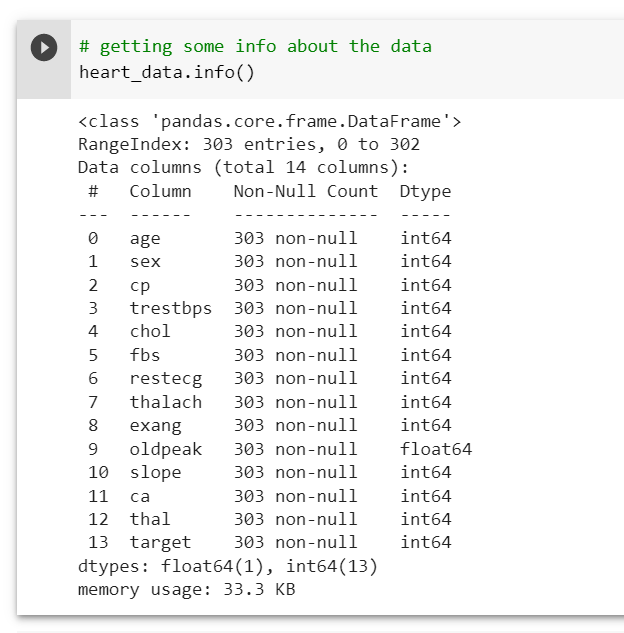 # getting some info about the data
heart_data.info()
<class 'pandas.core.frame.DataFrame'>
RangeIndex: 303 entries, 0 to 302
Data columns (total 14 columns):
 #   Column    Non-Null Count  Dtype
---  ------    --------------  -----
 0   age       303 non-null    int64
 1   sex       303 non-null    int64
 2   cp        303 non-null    int64
 3   trestbps  303 non-null    int64
 4   chol      303 non-null    int64
 5   fbs       303 non-null    int64
 6   restecg   303 non-null    int64
 7   thalach   303 non-null    int64
 8   exang     303 non-null    int64
 9   oldpeak   303 non-null    float64
 10  slope     303 non-null    int64
 11  ca        303 non-null    int64
 12  thal      303 non-null    int64
 13  target    303 non-null    int64
dtypes: float64(1), int64(13)
memory usage: 33.3 KB